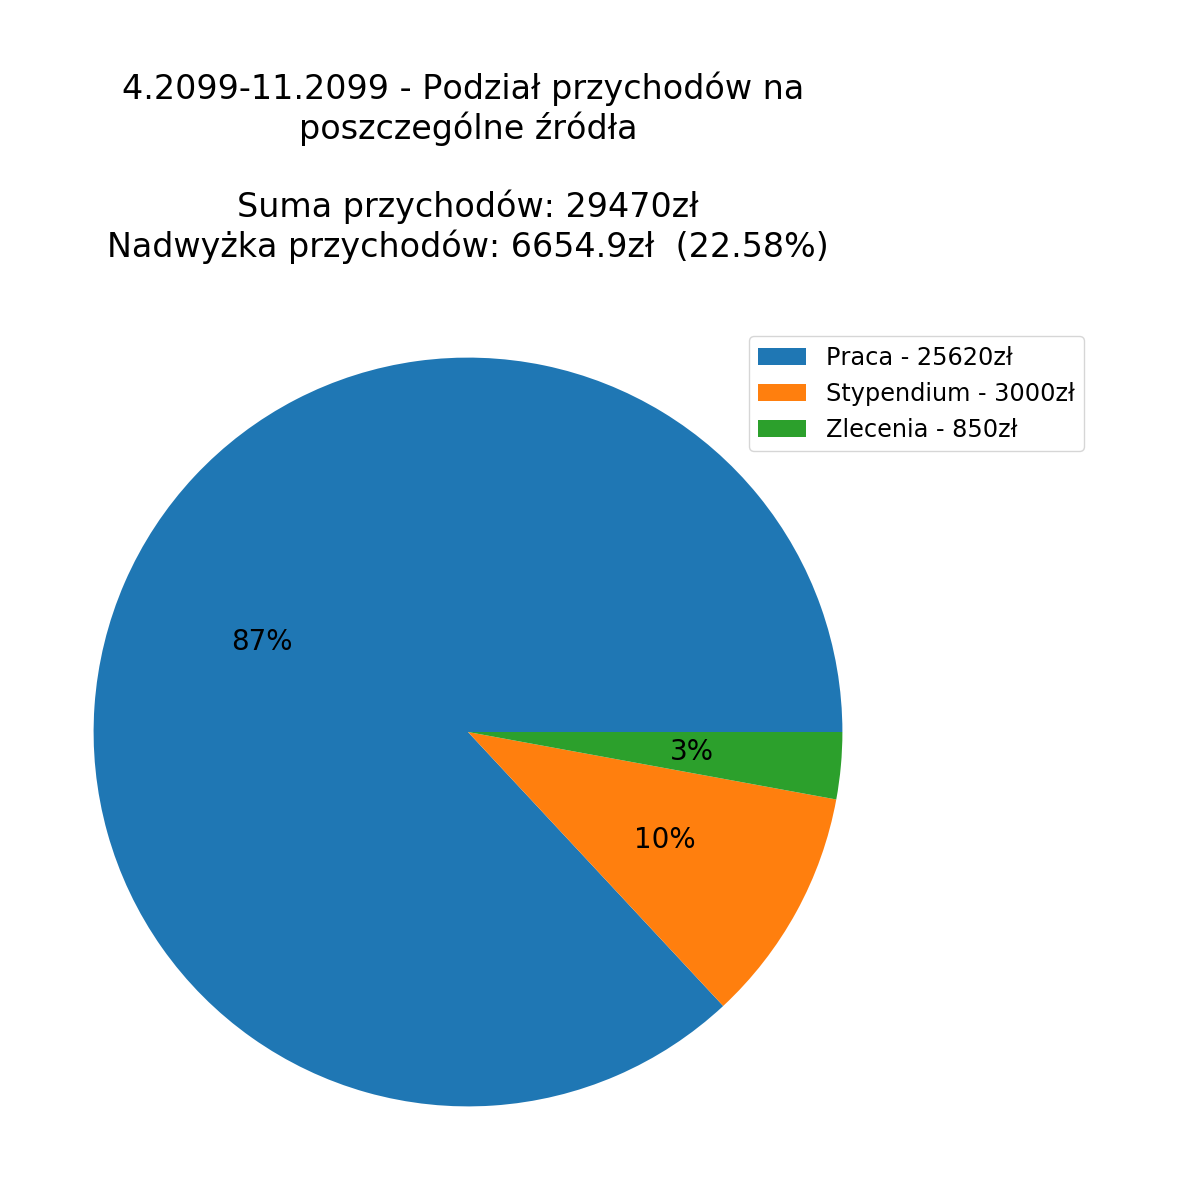 4.2099-11.2099 - Podział przychodów na
poszczególne źródła
Suma przychodów: 29470zł
Nadwyżka przychodów: 6654.9zł  (22.58%)
Praca - 25620zł
Stypendium - 3000zł
Zlecenia - 850zł
87%
3%
10%